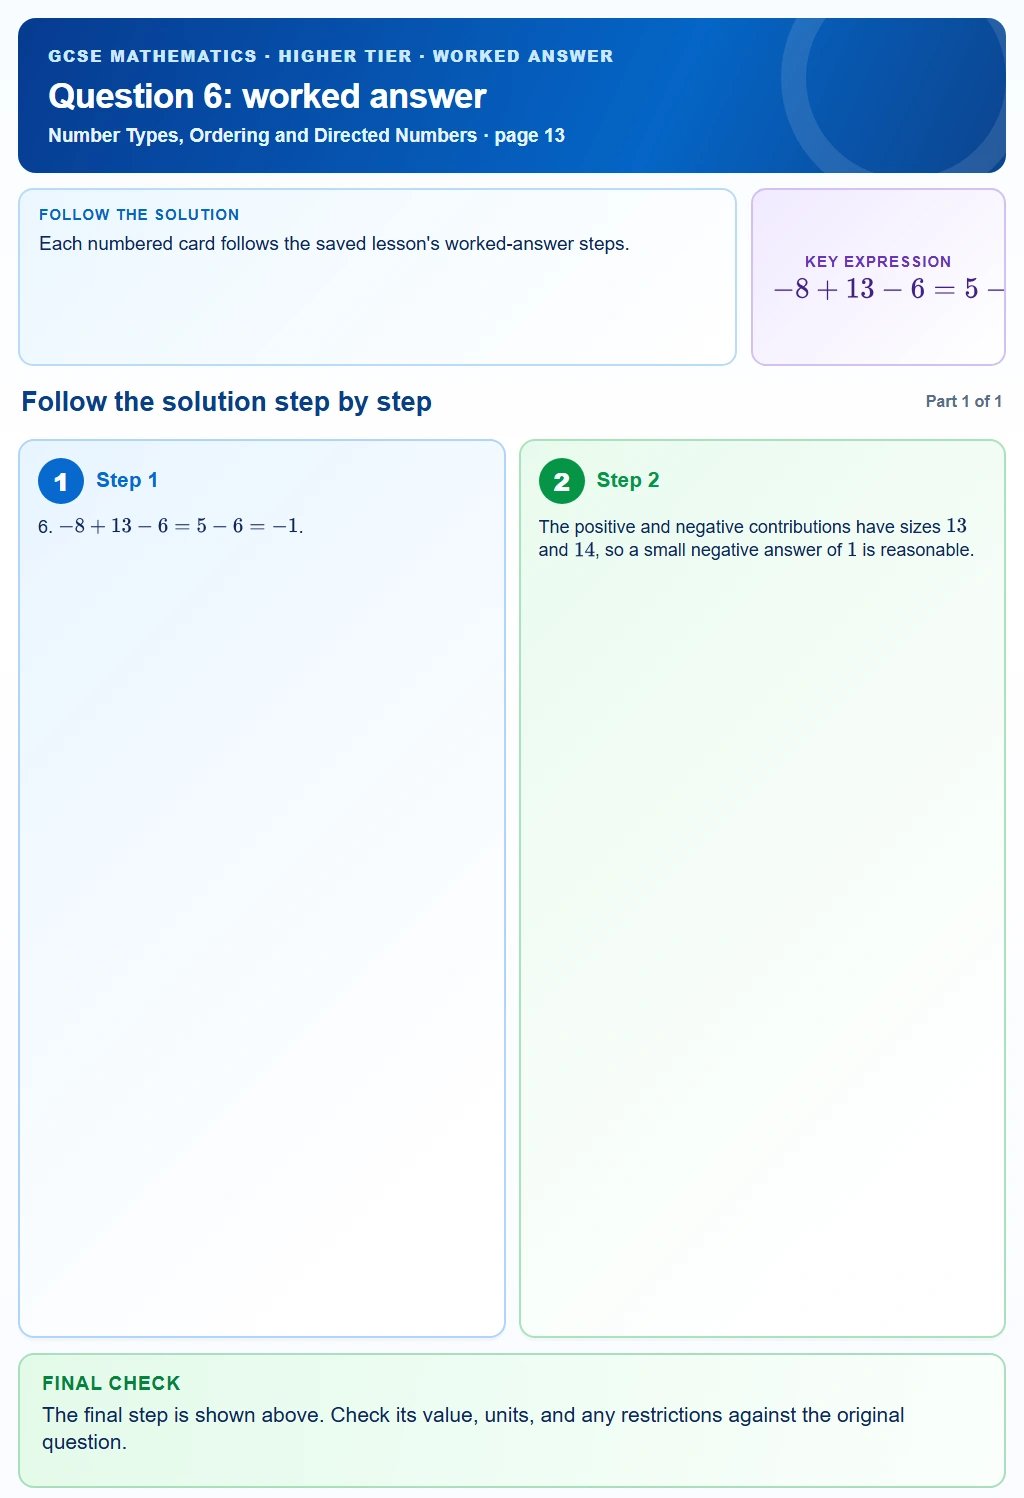 GCSE MATHEMATICS · HIGHER TIER · WORKED ANSWER
Question 6: worked answer
Number Types, Ordering and Directed Numbers · page 13
FOLLOW THE SOLUTION
Each numbered card follows the saved lesson's worked-answer steps.
KEY EXPRESSION
−8 + 13 − 6 = 5 −
Follow the solution step by step
Part 1 of 1
1 Step 1
6. −8 + 13 − 6 = 5 − 6 = −1.
2 Step 2
The positive and negative contributions have sizes 13
and 14, so a small negative answer of 1 is reasonable.
FINAL CHECK
The final step is shown above. Check its value, units, and any restrictions against the original
question.